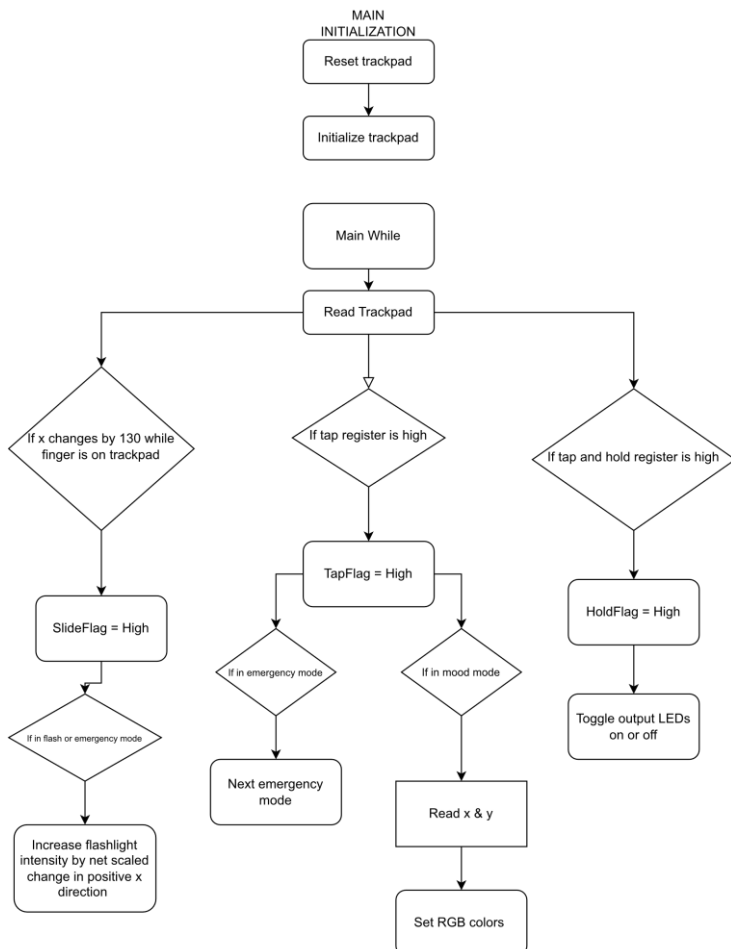 MAIN
INITIALIZATION
Reset trackpad
Initialize trackpad
Main While
Read Trackpad
If x changes by 130 while
finger is on trackpad
If tap register is high
If tap and hold register is high
SlideFlag = High
TapFlag = High
HoldFlag = High
If in flash or emergency mode
If in emergency mode
If in mood mode
Toggle output LEDs
on or off
Increase flashlight
intensity by net scaled
change in positive x
direction
Next emergency
mode
Read x & y
Set RGB colors